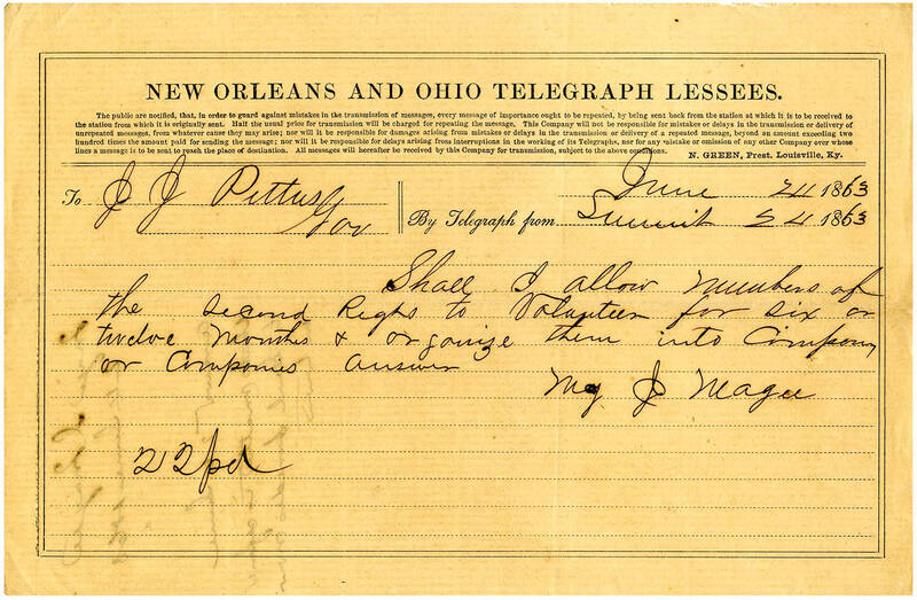 NEW ORLEANS AND OHIO TELEGRAPH LESSEES.
The public are notified, that, in order to guard against mistakes in the transmission of messages, every message of importance ought to be repeated, by being sent back from the station at which it is to be received to
the station from which it is originally sent. Half the usual price for transmission will be charged for repeating the message. This Company will not be responsible for mistakes or delays in the transmission or delivery of
unrepeated messages, from whatever cause they may arise; nor will it be responsible for damages arising from mistakes or delays in the transmission or delivery of a repeated message, beyond an amount exceeding two
hundred times the amount paid for sending the message; nor will it be responsible for delays arising from interruptions in the working of its Telegraphs, nor for any mistake or omission of any other Company over whose
lines a message is to be sent to reach the place of destination. All messages will hereafter be received by this Company for transmission, subject to the above conditions.
N. GREEN, Prest. Louisville, Ky.
June 24 1863
To J J Pettus
Gov
By Telegraph from Summit 24 1863
Shall I allow members of
the second Regt to Volunteer for six or
twelve Months & organize them into Company
or Companies answer
J Magee
22pd